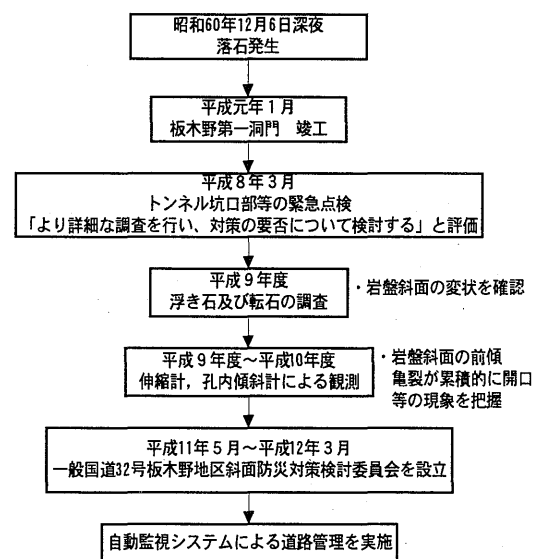 昭和60年12月6日深夜
落石発生
平成元年1月
板木野第一洞門 竣工
平成8年3月
トンネル坑口部等の緊急点検
「より詳細な調査を行い、対策の要否について検討する」と評価
平成9年度
浮き石及び転石の調査
・岩盤斜面の変状を確認
平成9年度～平成10年度
伸縮計，孔内傾斜計による観測
・岩盤斜面の前傾
亀裂が累積的に開口
等の現象を把握
平成11年5月～平成12年3月
一般国道32号板木野地区斜面防災対策検討委員会を設立
自動監視システムによる道路管理を実施